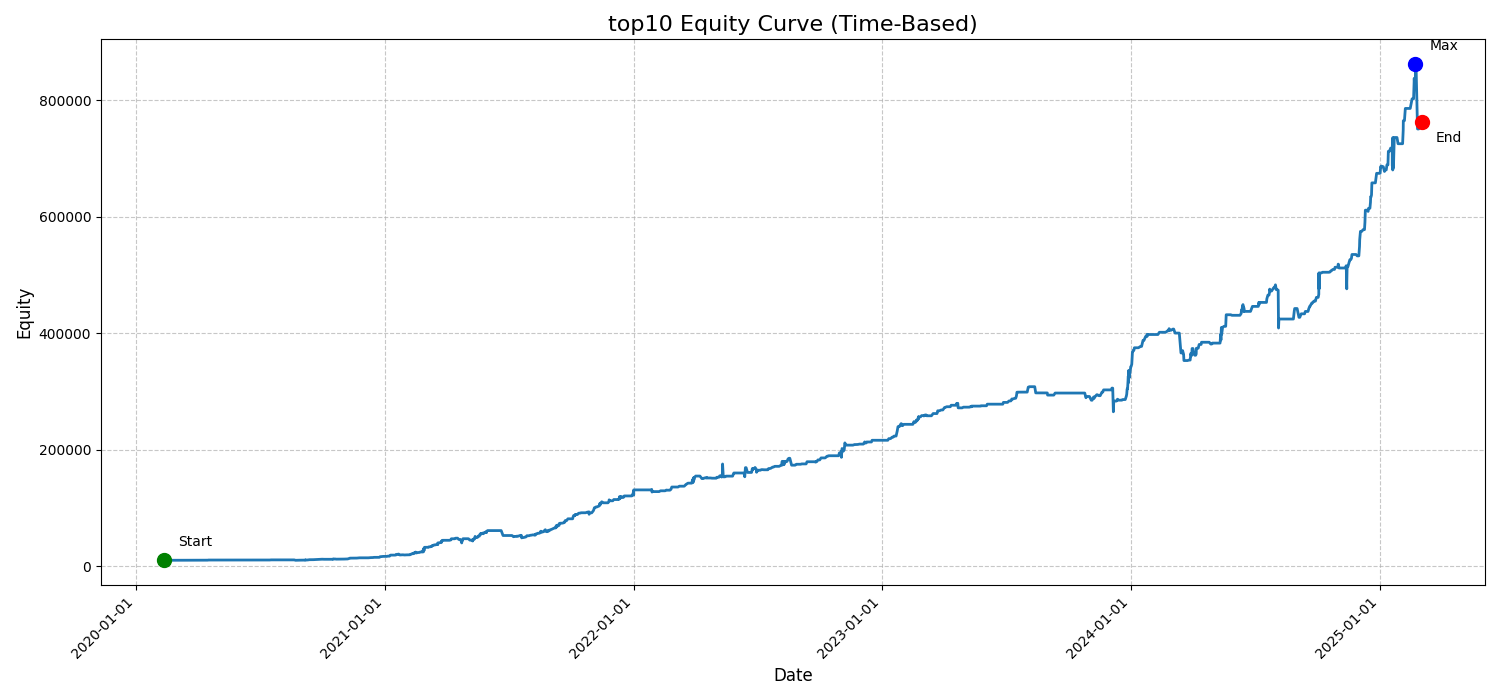 top10 Equity Curve (Time-Based)
Max
800000
End
600000
Equity
400000
200000
Start
0
2020-01-01
2021-01-01
2022-01-01
2023-01-01
2024-01-01
2025-01-01
Date